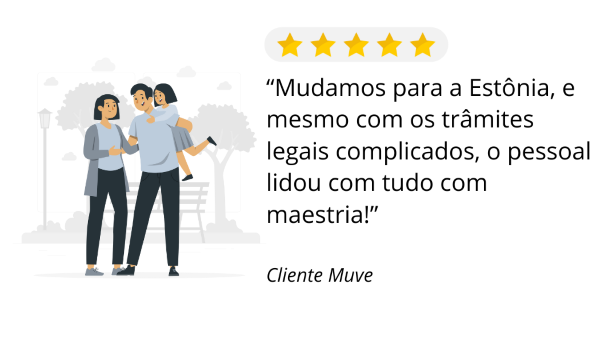 “Mudamos para a Estônia, e
mesmo com os trâmites
legais complicados, o pessoal
lidou com tudo com
maestria!”
Cliente Muve